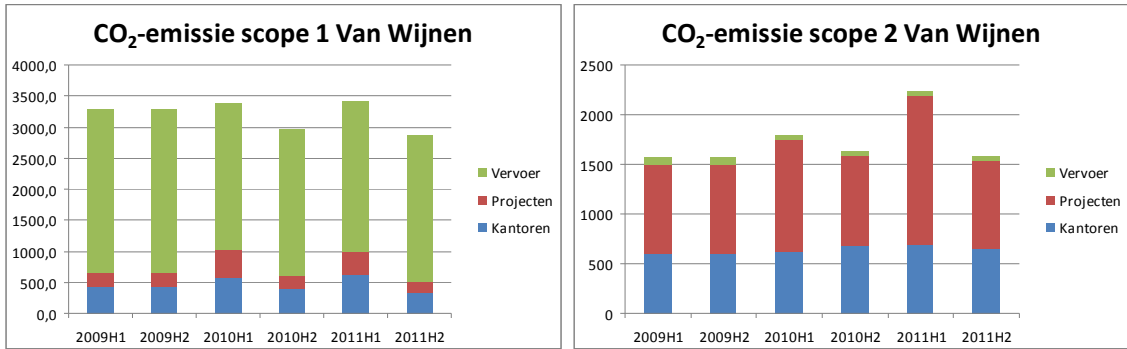 CO₂-emissie scope 1 Van Wijnen
4000,0
3500,0
3000,0
2500,0
2000,0
1500,0
1000,0
500,0
0,0
2009H1 2009H2 2010H1 2010H2 2011H1 2011H2
Vervoer
Projecten
Kantoren
CO₂-emissie scope 2 Van Wijnen
2500
2000
1500
1000
500
0
2009H1 2009H2 2010H1 2010H2 2011H1 2011H2
Vervoer
Projecten
Kantoren